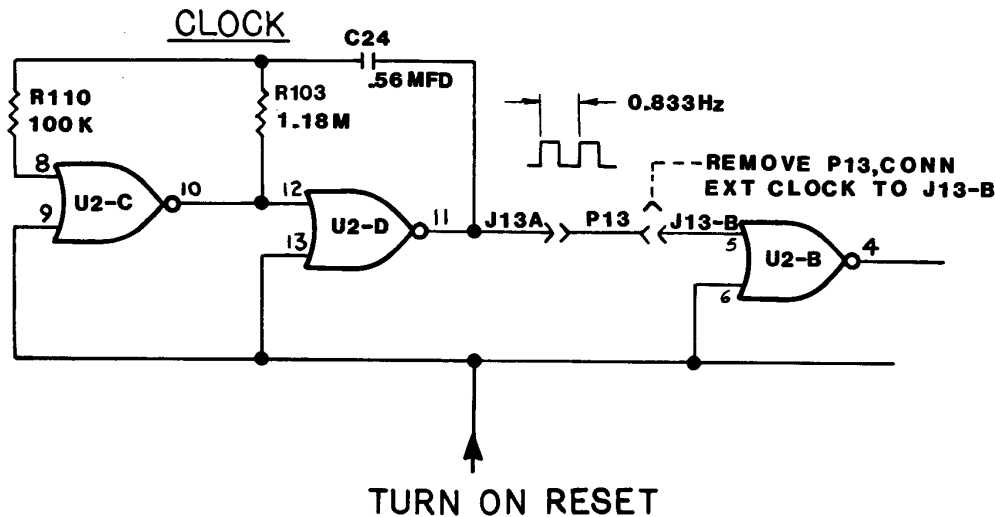 CLOCK
C24
.56 MFD
R110
100 K
R103
1.18M
0.833Hz
REMOVE P13, CONN
EXT CLOCK TO J13-B
8
9
U2-C
10
12
13
U2-D
11
J13A
P13
J13-B
5
6
U2-B
4
TURN ON RESET